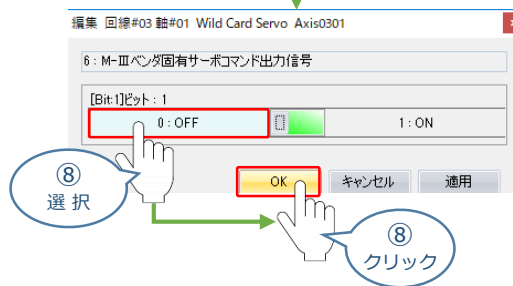 編集 回線#03 軸#01 Wild Card Servo Axis0301
6 : M-Ⅲベンダ固有サーボコマンド出力信号
[Bit:1]ビット : 1
0 : OFF
1 : ON
OK
キャンセル
適用
⑧
選 択
⑧
クリック